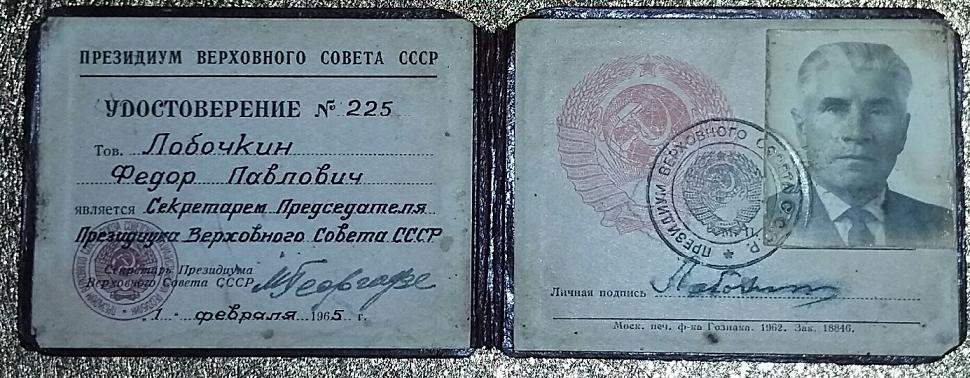 ПРЕЗИДИУМ ВЕРХОВНОГО СОВЕТА СССР
УДОСТОВЕРЕНИЕ № 225
Тов. Лобочкин
Федор Павлович
является Секретарем Председателя
Президиума Верховного Совета СССР
Секретарь Президиума
Верховного Совета СССР МГеоргадзе
1 февраля 1965 г.
ПРЕЗИДИУМ ВЕРХОВНОГО СОВЕТА СССР
Личная подпись
Моск. печ. ф-ка Гознака. 1962. Зак. 18846.